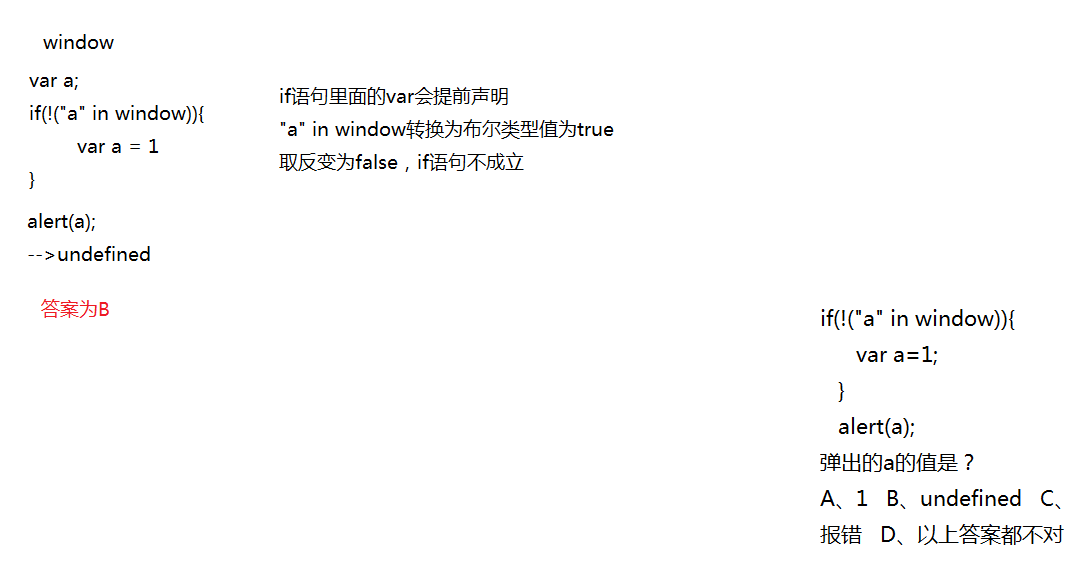 window
var a;
if(!("a" in window)){
var a = 1
}
alert(a);
-->undefined
答案为B
if语句里面的var会提前声明
"a" in window转换为布尔类型值为true
取反变为false，if语句不成立
if(!("a" in window)){
var a=1;
}
alert(a);
弹出的a的值是？
A、1 B、undefined C、
报错 D、以上答案都不对